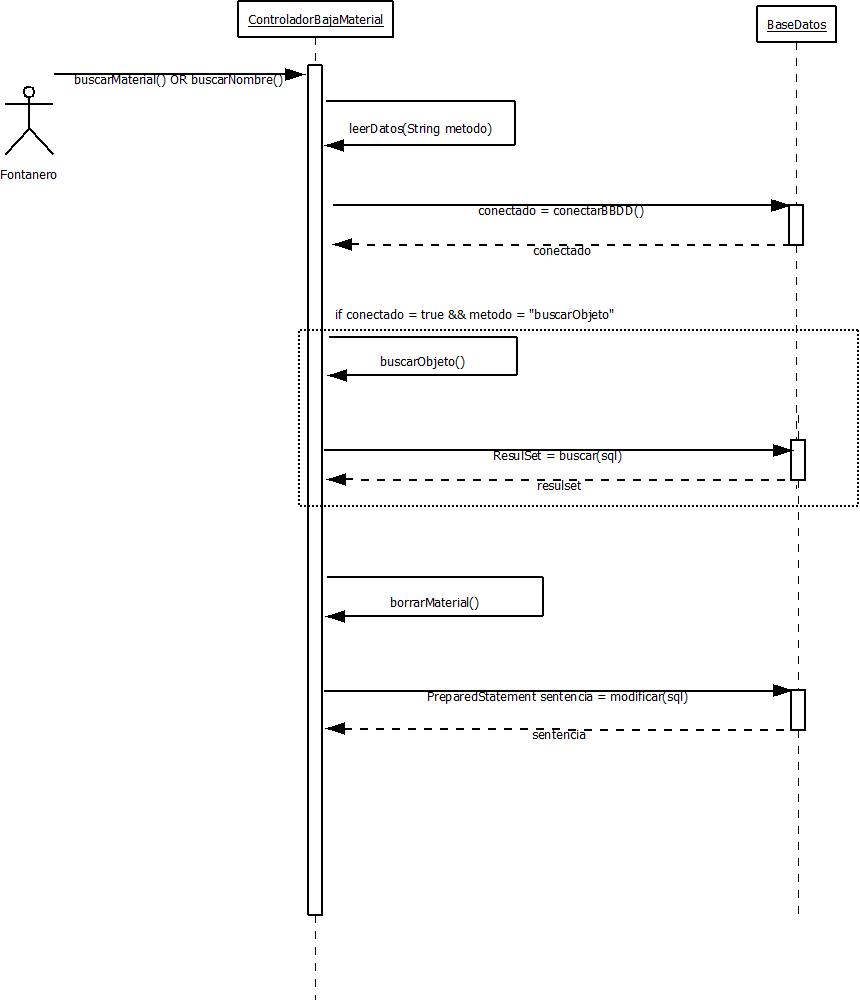 ControladorBajaMaterial
BaseDatos
buscarMaterial() OR buscarNombre()
Fontanero
leerDatos(String metodo)
conectado = conectarBBDD()
conectado
if conectado = true && metodo = "buscarObjeto"
buscarObjeto()
ResulSet = buscar(sql)
resulset
borrarMaterial()
PreparedStatement sentencia = modificar(sql)
sentencia